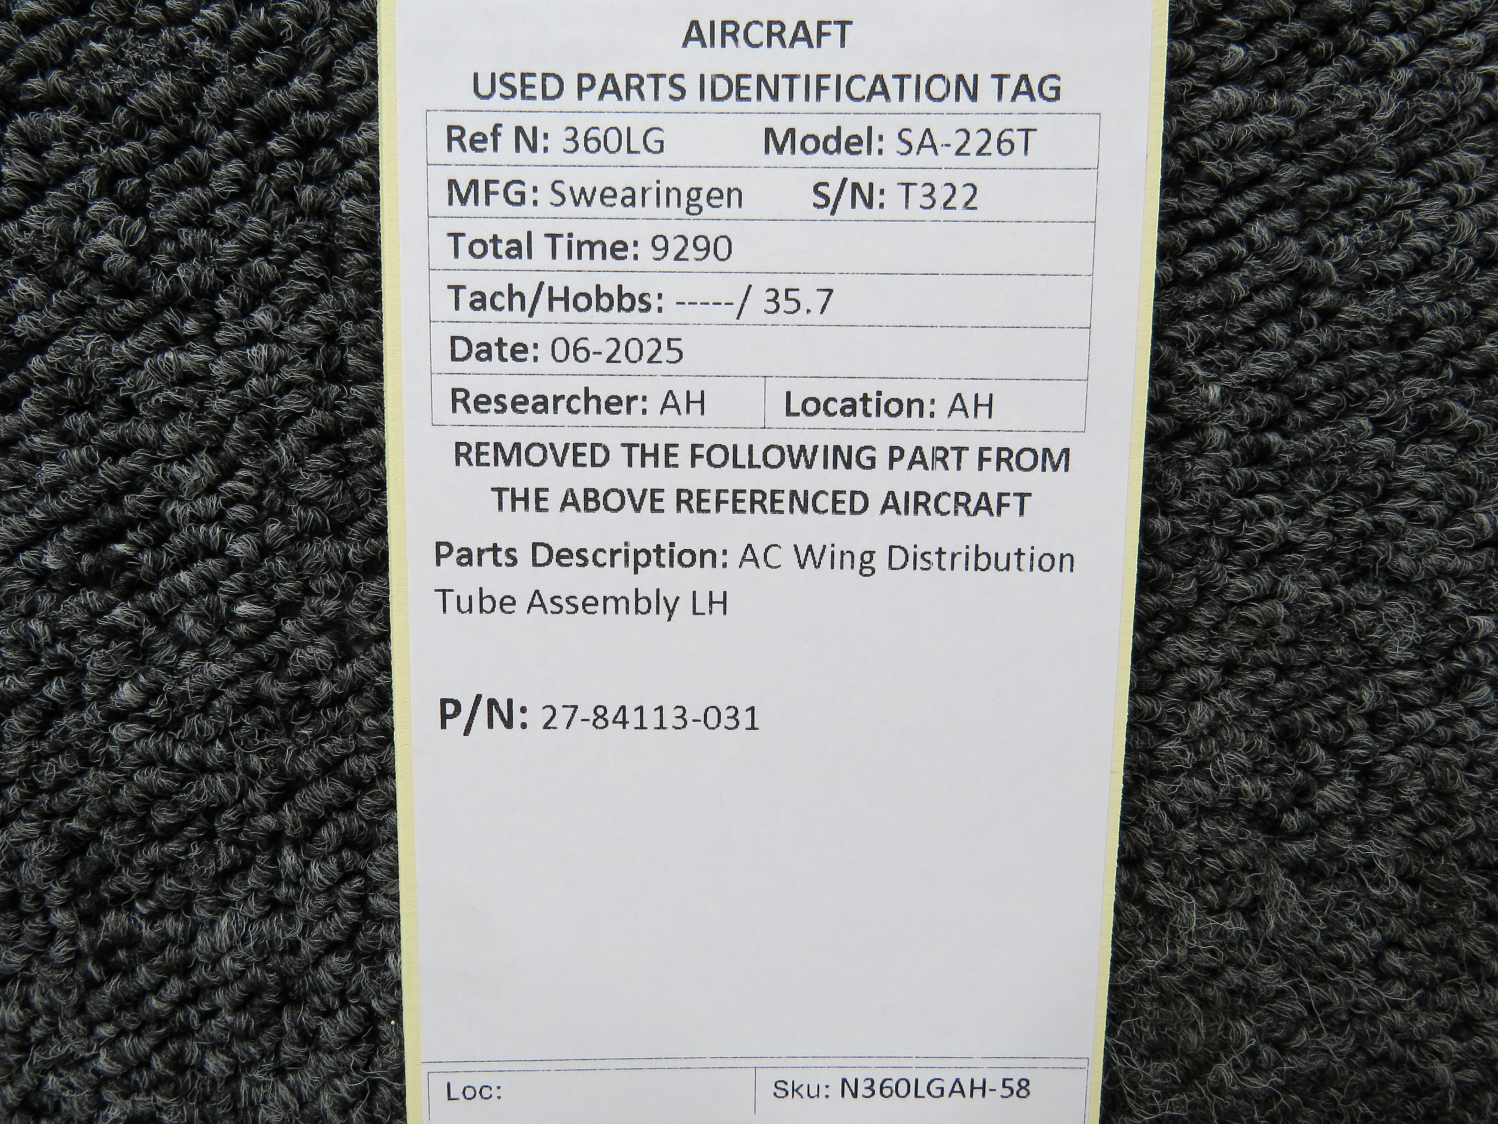 AIRCRAFT
USED PARTS IDENTIFICATION TAG
Ref N: 360LG Model: SA-226T
MFG: Swearingen S/N: T322
Total Time: 9290
Tach/Hobbs: -----/ 35.7
Date: 06-2025
Researcher: AH Location: AH
REMOVED THE FOLLOWING PART FROM
THE ABOVE REFERENCED AIRCRAFT
Parts Description: AC Wing Distribution
Tube Assembly LH
P/N: 27-84113-031
Loc: Sku: N360LGAH-58